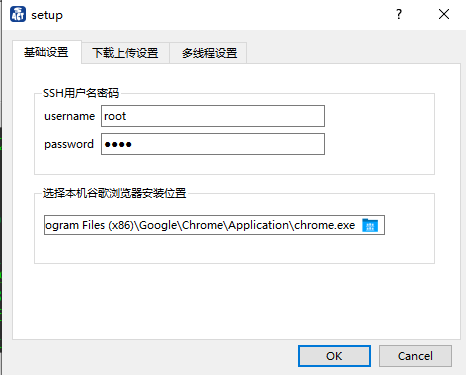 setup
基础设置
下载上传设置
多线程设置
SSH用户名密码
username root
password ●●●●
选择本机谷歌浏览器安装位置
ogram Files (x86)\Google\Chrome\Application\chrome.exe
OK
Cancel